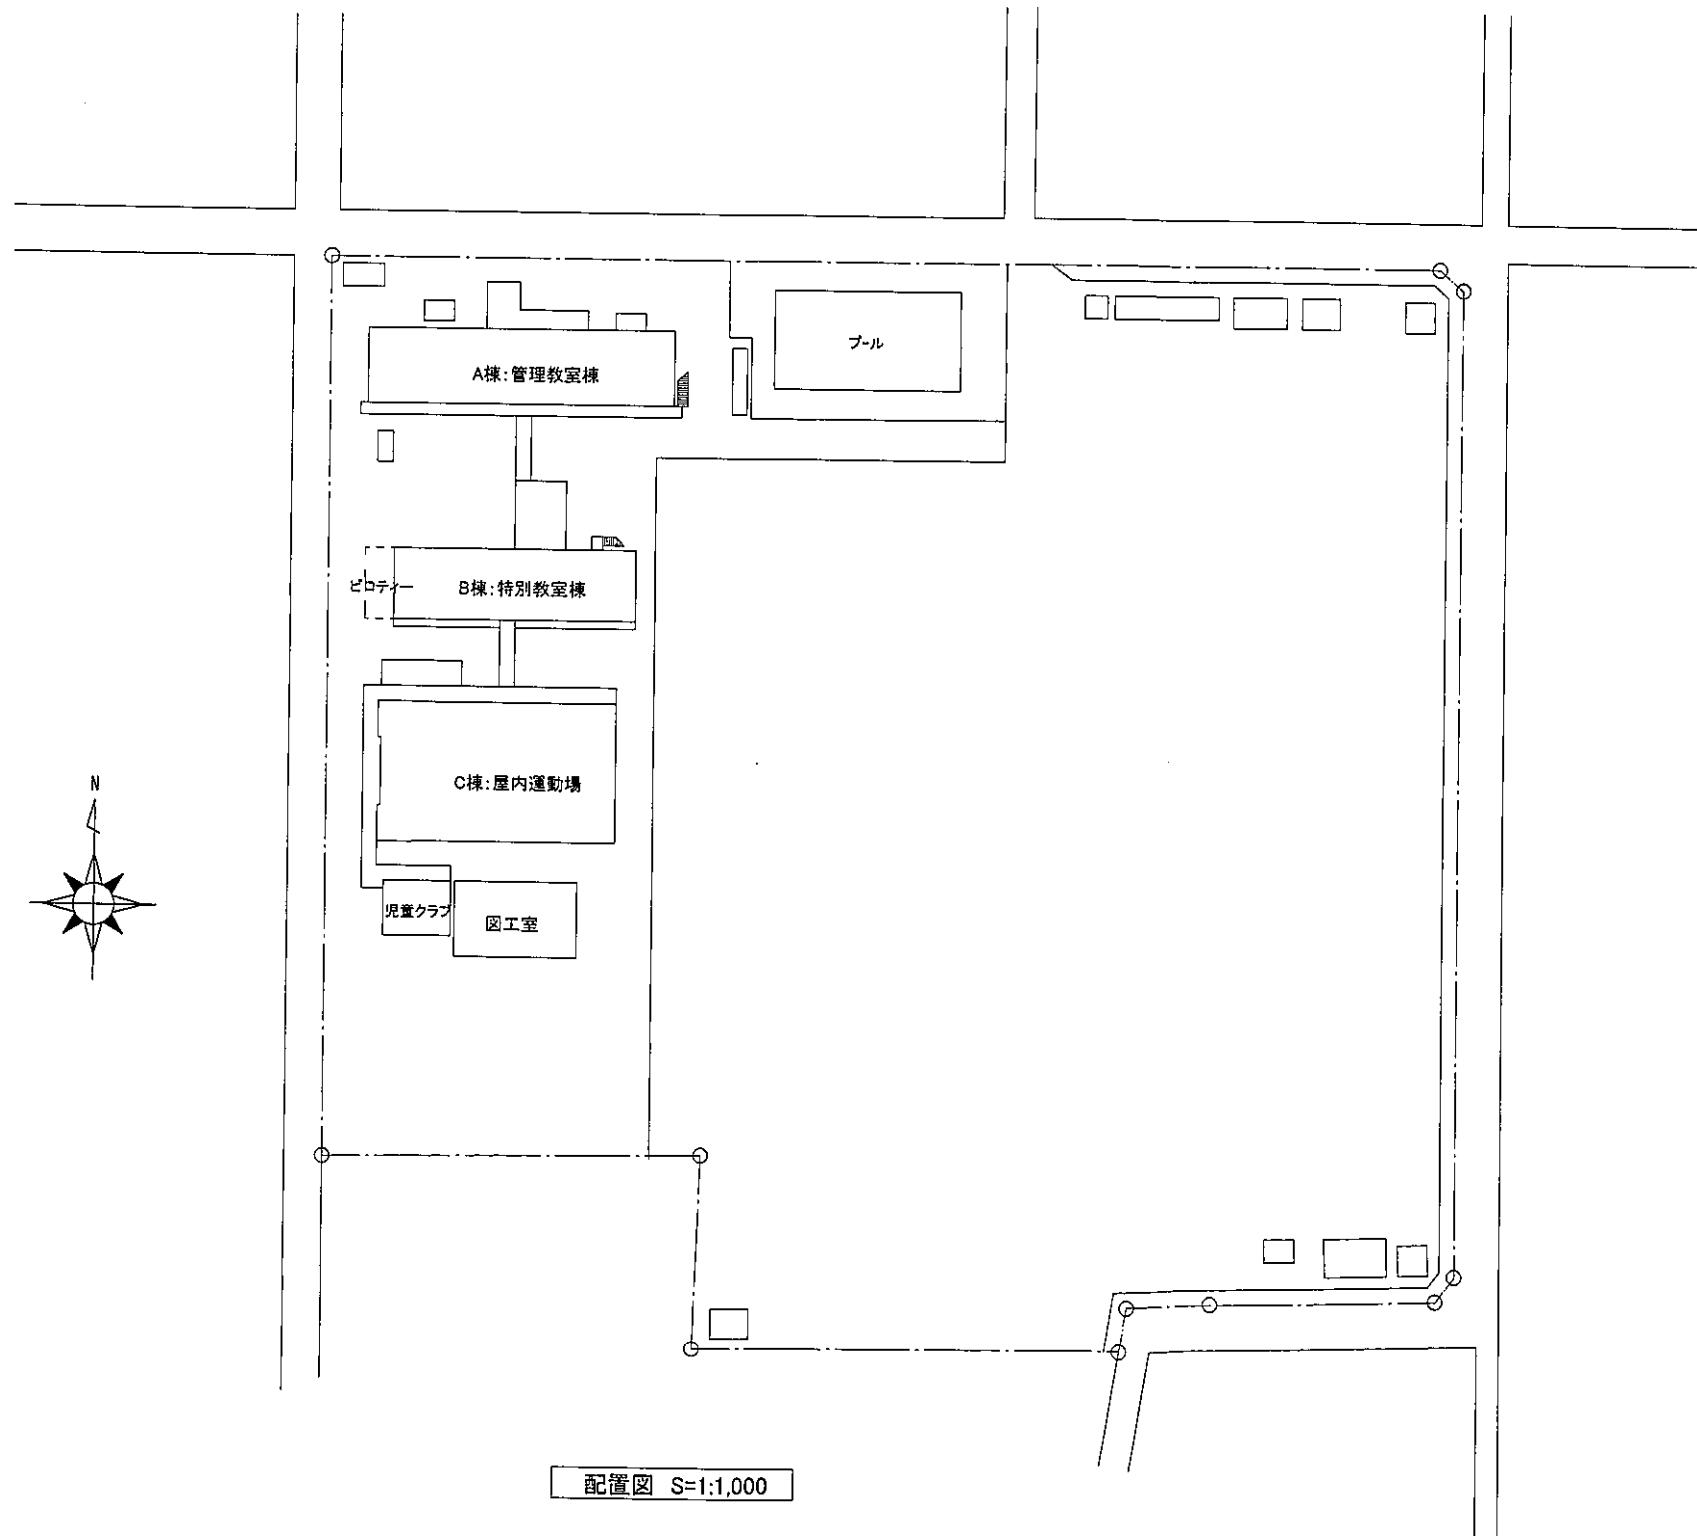 プール
A棟:管理教室棟
ピロティー
B棟:特別教室棟
N
C棟:屋内運動場
児童クラブ
図工室
配置図 S=1:1,000